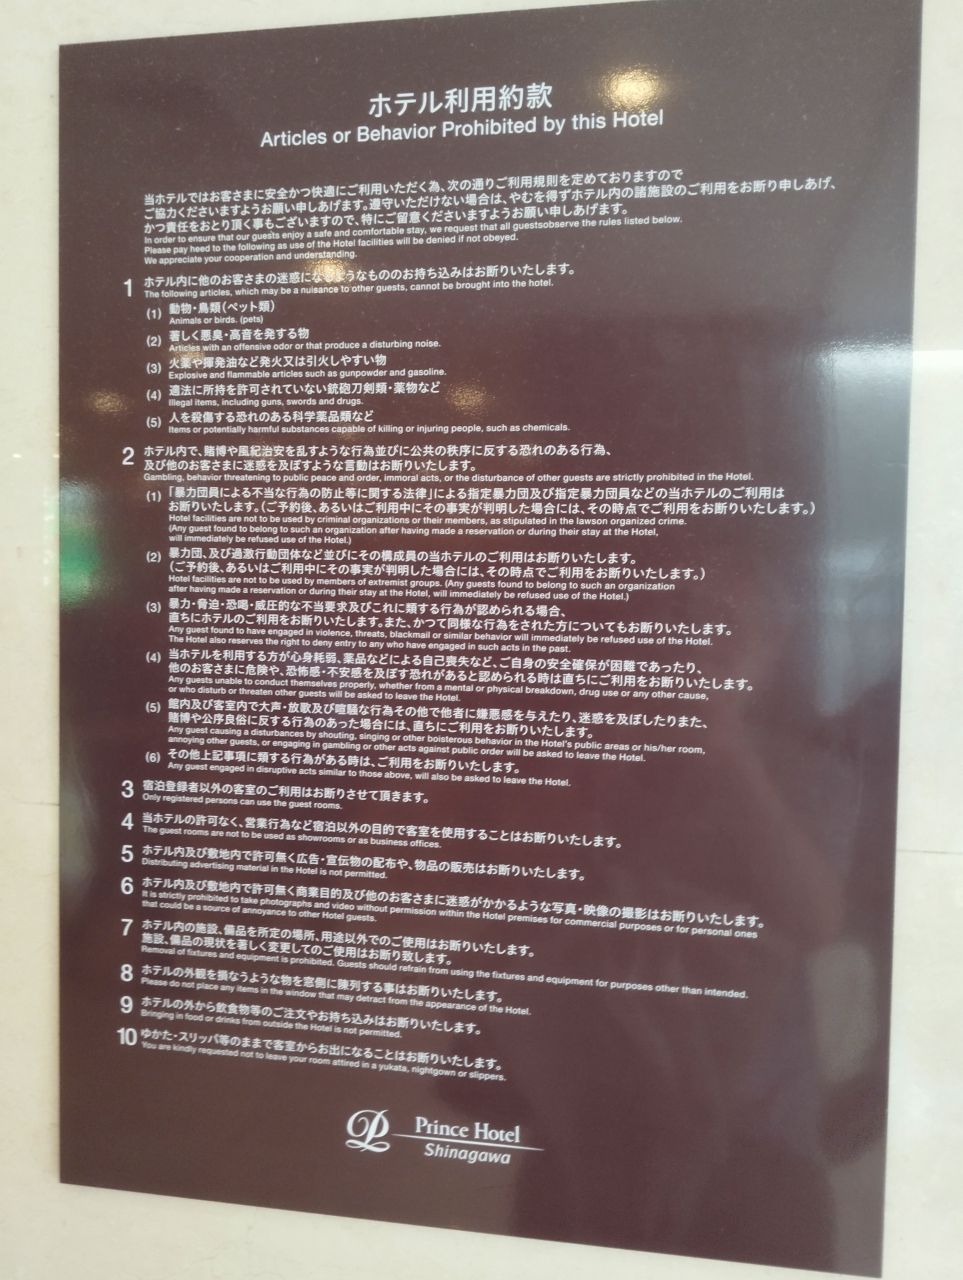 ホテル利用約款
Articles or Behavior Prohibited by this Hotel
当ホテルではお客さまに安全かつ快適にご利用いただく為、次の通りご利用規則を定めておりますので
ご協力くださいますようお願い申しあげます。遵守いただけない場合は、やむを得ずホテル内の諸施設のご利用をお断り申しあげ、
かつ責任をおとり頂く事もございますので、特にご留意くださいますようお願い申しあげます。
In order to ensure that our guests enjoy a safe and comfortable stay, we request that all guestsobserve the rules listed below.
Please pay heed to the following as use of the Hotel facilities will be denied if not obeyed.
We appreciate your cooperation and understanding.
1 ホテル内に他のお客さまの迷惑になるようなもののお持ち込みはお断りいたします。
The following articles, which may be a nuisance to other guests, cannot be brought into the hotel.
(1) 動物・鳥類(ペット類)
Animals or birds. (pets)
(2) 著しく悪臭・高音を発する物
Articles with an offensive odor or that produce a disturbing noise.
(3) 火薬や揮発油など発火又は引火しやすい物
Explosive and flammable articles such as gunpowder and gasoline.
(4) 適法に所持を許可されていない銃砲刀剣類・薬物など
Illegal items, including guns, swords and drugs.
(5) 人を殺傷する恐れのある科学薬品類など
Items or potentially harmful substances capable of killing or injuring people, such as chemicals.
2 ホテル内で、賭博や風紀治安を乱すような行為並びに公共の秩序に反する恐れのある行為、
及び他のお客さまに迷惑を及ぼすような言動はお断りいたします。
Gambling, behavior threatening to public peace and order, immoral acts, or the disturbance of other guests are strictly prohibited in the Hotel.
(1) 「暴力団員による不当な行為の防止等に関する法律」による指定暴力団及び指定暴力団員などの当ホテルのご利用は
お断りいたします。(ご予約後、あるいはご利用中にその事実が判明した場合には、その時点でご利用をお断りいたします。)
Hotel facilities are not to be used by criminal organizations or their members, as stipulated in the lawson organized crime.
(Any guest found to belong to such an organization after having made a reservation or during their stay at the Hotel,
will immediately be refused use of the Hotel.)
(2) 暴力団、及び過激行動団体など並びにその構成員の当ホテルのご利用はお断りいたします。
(ご予約後、あるいはご利用中にその事実が判明した場合には、その時点でご利用をお断りいたします。)
Hotel facilities are not to be used by members of extremist groups. (Any guests found to belong to such an organization
after having made a reservation or during their stay at the Hotel, will immediately be refused use of the Hotel.)
(3) 暴力・脅迫・恐喝・威圧的な不当要求及びこれに類する行為が認められる場合、
直ちにホテルのご利用をお断りいたします。また、かつて同様な行為をされた方についてもお断りいたします。
Any guest found to have engaged in violence, threats, blackmail or similar behavior will immediately be refused use of the Hotel.
The Hotel also reserves the right to deny entry to any who have engaged in such acts in the past.
(4) 当ホテルを利用する方が心身耗弱、薬品などによる自己喪失など、ご自身の安全確保が困難であったり、
他のお客さまに危険や、恐怖感・不安感を及ぼす恐れがあると認められる時は直ちにご利用をお断りいたします。
Any guests unable to conduct themselves properly, whether from a mental or physical breakdown, drug use or any other cause,
or who disturb or threaten other guests will be asked to leave the Hotel.
(5) 館内及び客室内で大声・放歌及び喧騒な行為その他で他者に嫌悪感を与えたり、迷惑を及ぼしたりまた、
賭博や公序良俗に反する行為のあった場合には、直ちにご利用をお断りいたします。
Any guest causing a disturbances by shouting, singing or other boisterous behavior in the Hotel's public areas or his/her room,
annoying other guests, or engaging in gambling or other acts against public order will be asked to leave the Hotel.
(6) その他上記事項に類する行為がある時は、ご利用をお断りいたします。
Any guest engaged in disruptive acts similar to those above, will also be asked to leave the Hotel.
3 宿泊登録者以外の客室のご利用はお断りさせて頂きます。
Only registered persons can use the guest rooms.
4 当ホテルの許可なく、営業行為など宿泊以外の目的で客室を使用することはお断りいたします。
The guest rooms are not to be used as showrooms or as business offices.
5 ホテル内及び敷地内で許可無く広告・宣伝物の配布や、物品の販売はお断りいたします。
Distributing advertising material in the Hotel is not permitted.
6 ホテル内及び敷地内で許可無く商業目的及び他のお客さまに迷惑がかかるような写真・映像の撮影はお断りいたします。
It is strictly prohibited to take photographs and video without permission within the Hotel premises for commercial purposes or for personal ones
that could be a source of annoyance to other Hotel guests.
7 ホテル内の施設、備品を所定の場所、用途以外でのご使用はお断りいたします。
施設、備品の現状を著しく変更してのご使用はお断り致します。
Removal of fixtures and equipment is prohibited. Guests should refrain from using the fixtures and equipment for purposes other than intended.
8 ホテルの外観を損なうような物を窓側に陳列する事はお断りいたします。
Please do not place any items in the window that may detract from the appearance of the Hotel.
9 ホテルの外から飲食物等のご注文やお持ち込みはお断りいたします。
Bringing in food or drinks from outside the Hotel is not permitted.
10 ゆかた・スリッパ等のままで客室からお出になることはお断りいたします。
You are kindly requested not to leave your room attired in a yukata, nightgown or slippers.
Prince Hotel
Shinagawa